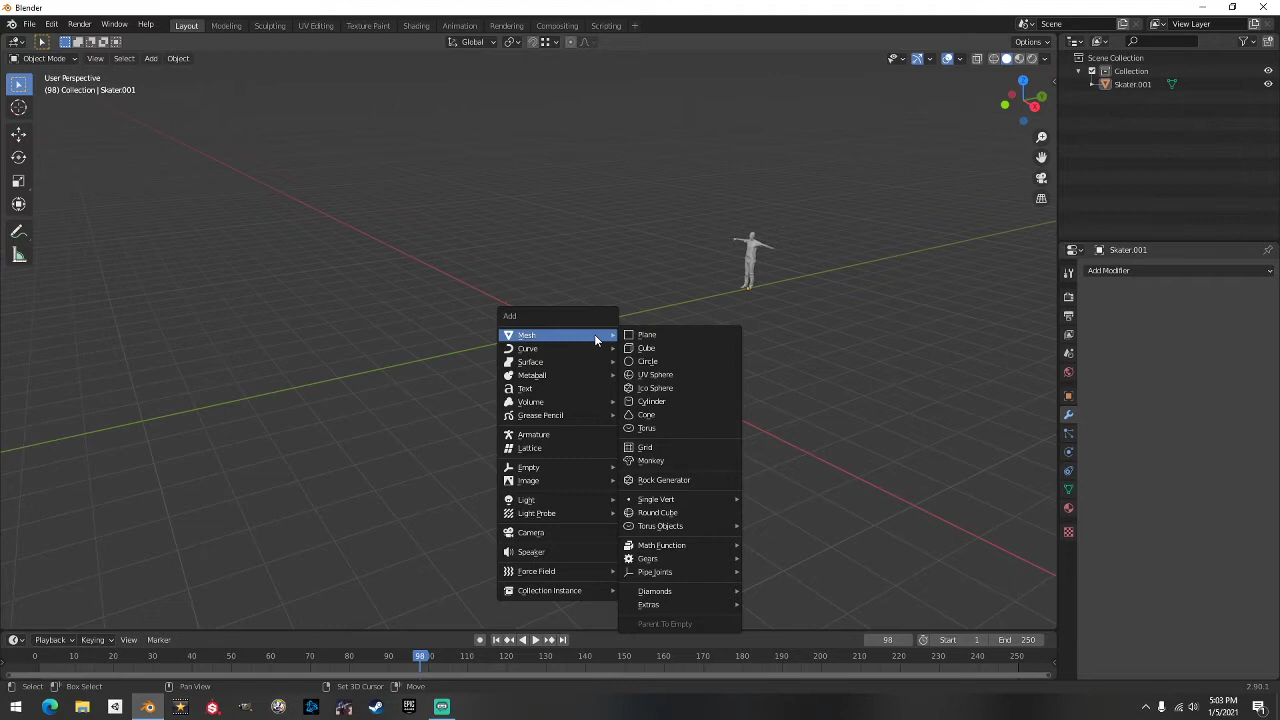 Blender
File Edit Render Window Help
Layout Modeling Sculpting UV Editing Texture Paint Shading Animation Rendering Compositing Scripting +
Scene
View Layer
Global
Options
Object Mode View Select Add Object
User Perspective
(98) Collection | Skater.001
Z
Y
X
Scene Collection
Collection
Skater.001
Skater.001
Add Modifier
Add
Mesh
Curve
Surface
Metaball
Text
Volume
Grease Pencil
Armature
Lattice
Empty
Image
Light
Light Probe
Camera
Speaker
Force Field
Collection Instance
Plane
Cube
Circle
UV Sphere
Ico Sphere
Cylinder
Cone
Torus
Grid
Monkey
Rock Generator
Single Vert
Round Cube
Torus Objects
Math Function
Gears
Pipe Joints
Diamonds
Extras
Parent To Empty
Playback Keying View Marker
98
Start 1 End 250
0 10 20 30 40 50 60 70 80 90 98 100 110 120 130 140 150 160 170 180 190 200 210 220 230 240 250
Select Box Select Pan View Set 3D Cursor Move
2.90.1
EPIC
5:03 PM
1/5/2021